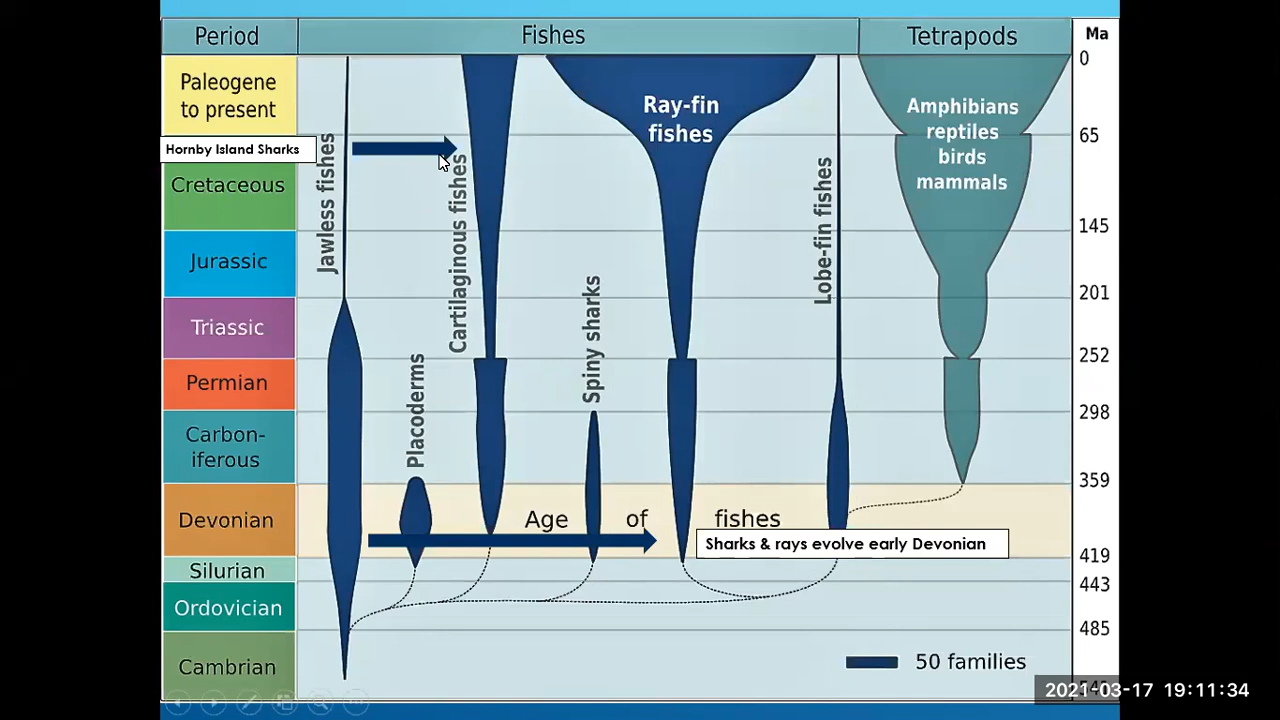 Period
Fishes
Tetrapods
Ma
Paleogene
to present
Hornby Island Sharks
Cretaceous
Jurassic
Triassic
Permian
Carbon-
iferous
Devonian
Silurian
Ordovician
Cambrian
Jawless fishes
Placoderms
Cartilaginous fishes
Spiny sharks
Ray-fin
fishes
Lobe-fin fishes
Amphibians
reptiles
birds
mammals
Age of fishes
Sharks & rays evolve early Devonian
50 families
0
65
145
201
252
298
359
419
443
485
2021-03-17 19:11:34